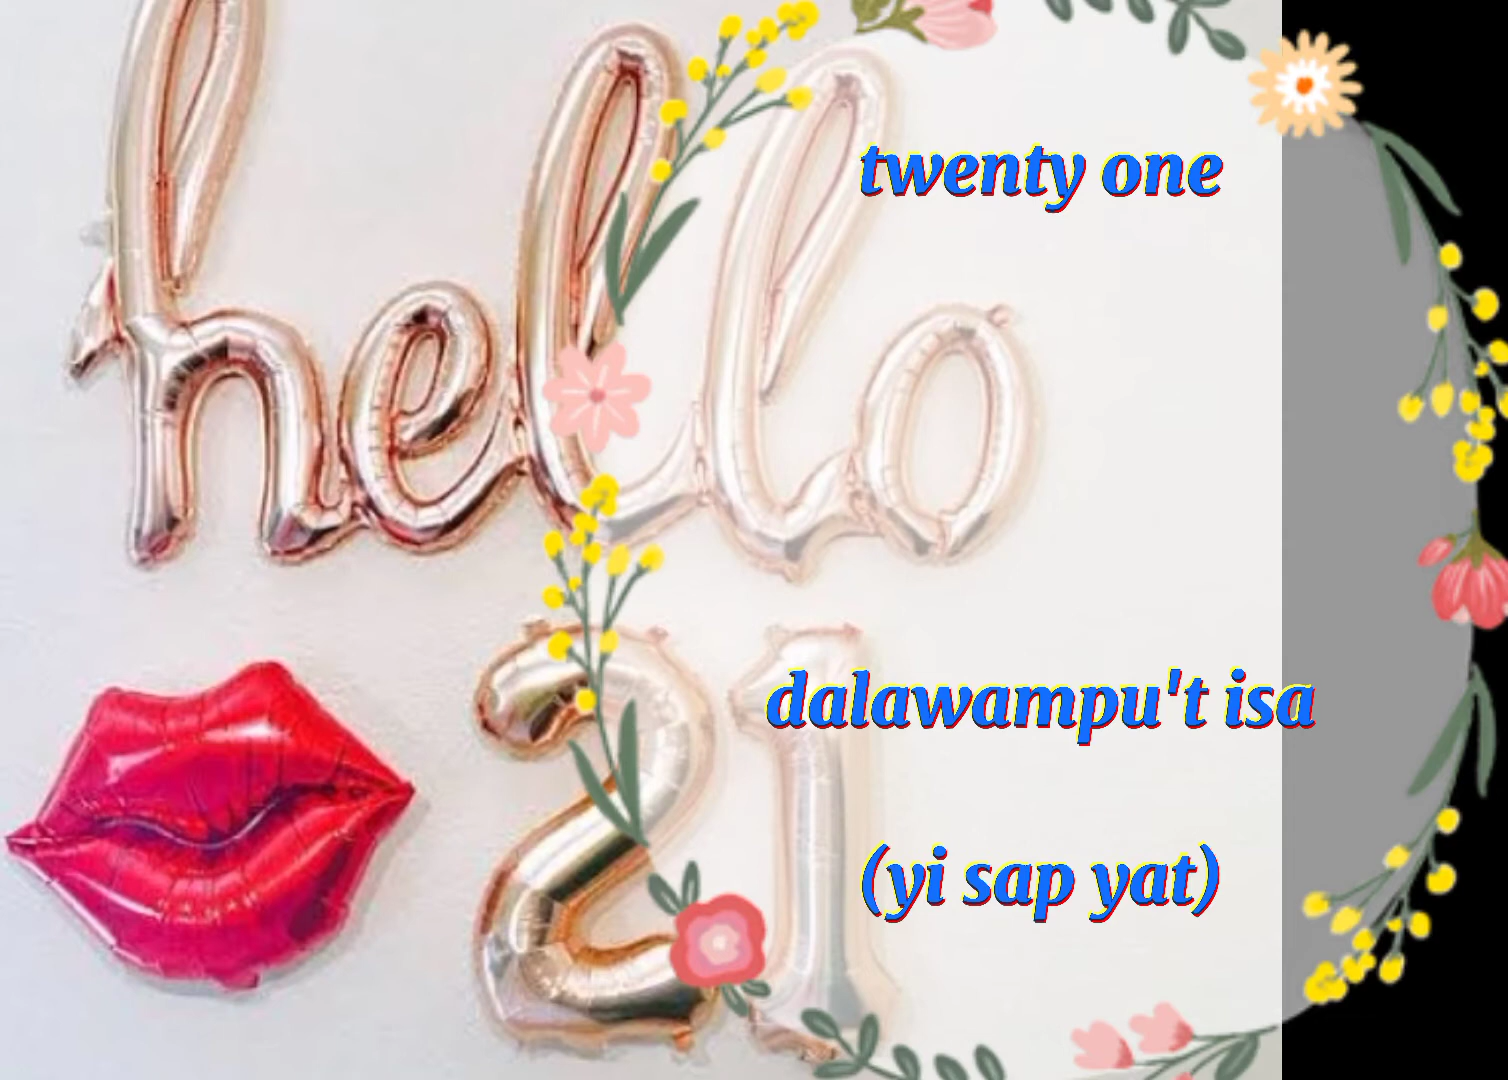 hello
twenty one
21
dalawampu't isa
(yi sap yat)